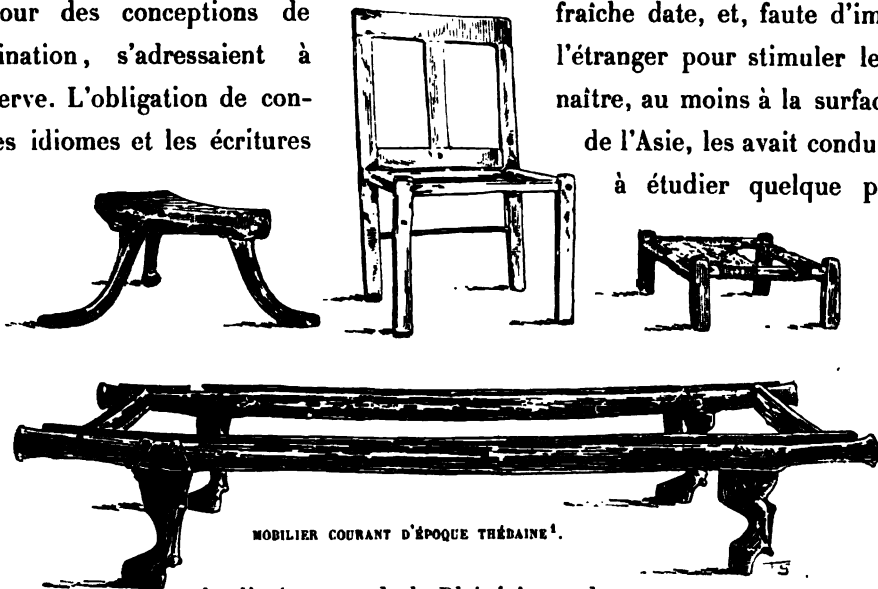 our des conceptions de
ination, s'adressaient à
erve. L'obligation de con-
es idiomes et les écritures
fraîche date, et, faute d'im
l'étranger pour stimuler le
naître, au moins à la surfac
de l'Asie, les avait condu
à étudier quelque p
MOBILIER COURANT D'ÉPOQUE THÉBAINE¹.